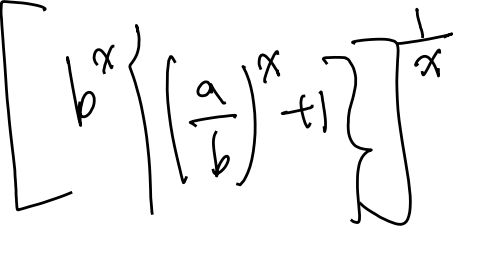 [b^x {(a/b)^x + 1}]^(1/x)